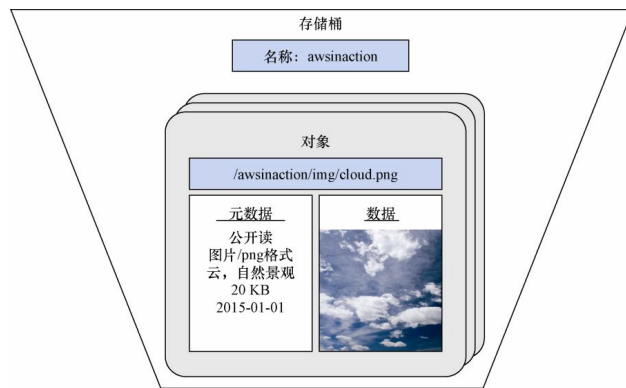 存储桶
名称：awsinaction
对象
/awsinaction/img/cloud.png
元数据
公开读
图片/png格式
云，自然景观
20 KB
2015-01-01
数据